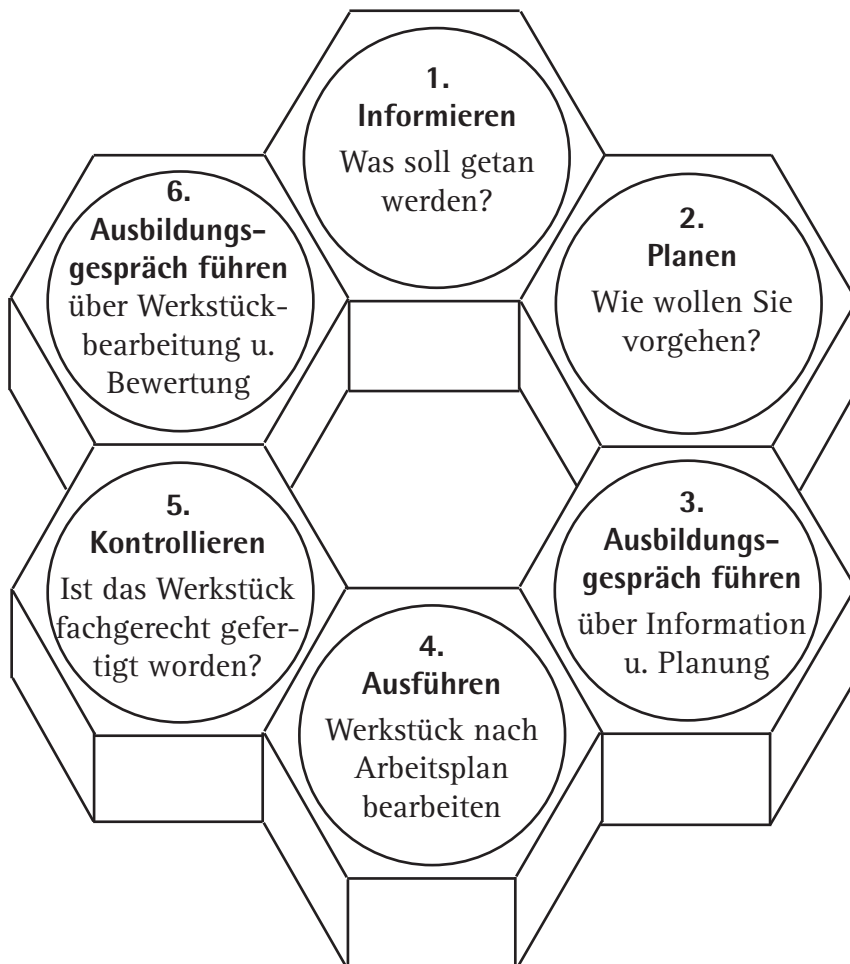 1.
Informieren
Was soll getan
werden?
2.
Planen
Wie wollen Sie
vorgehen?
3.
Ausbildungs-
gespräch führen
über Information
u. Planung
4.
Ausführen
Werkstück nach
Arbeitsplan
bearbeiten
5.
Kontrollieren
Ist das Werkstück
fachgerecht gefer-
tigt worden?
6.
Ausbildungs-
gespräch führen
über Werkstück-
bearbeitung u.
Bewertung